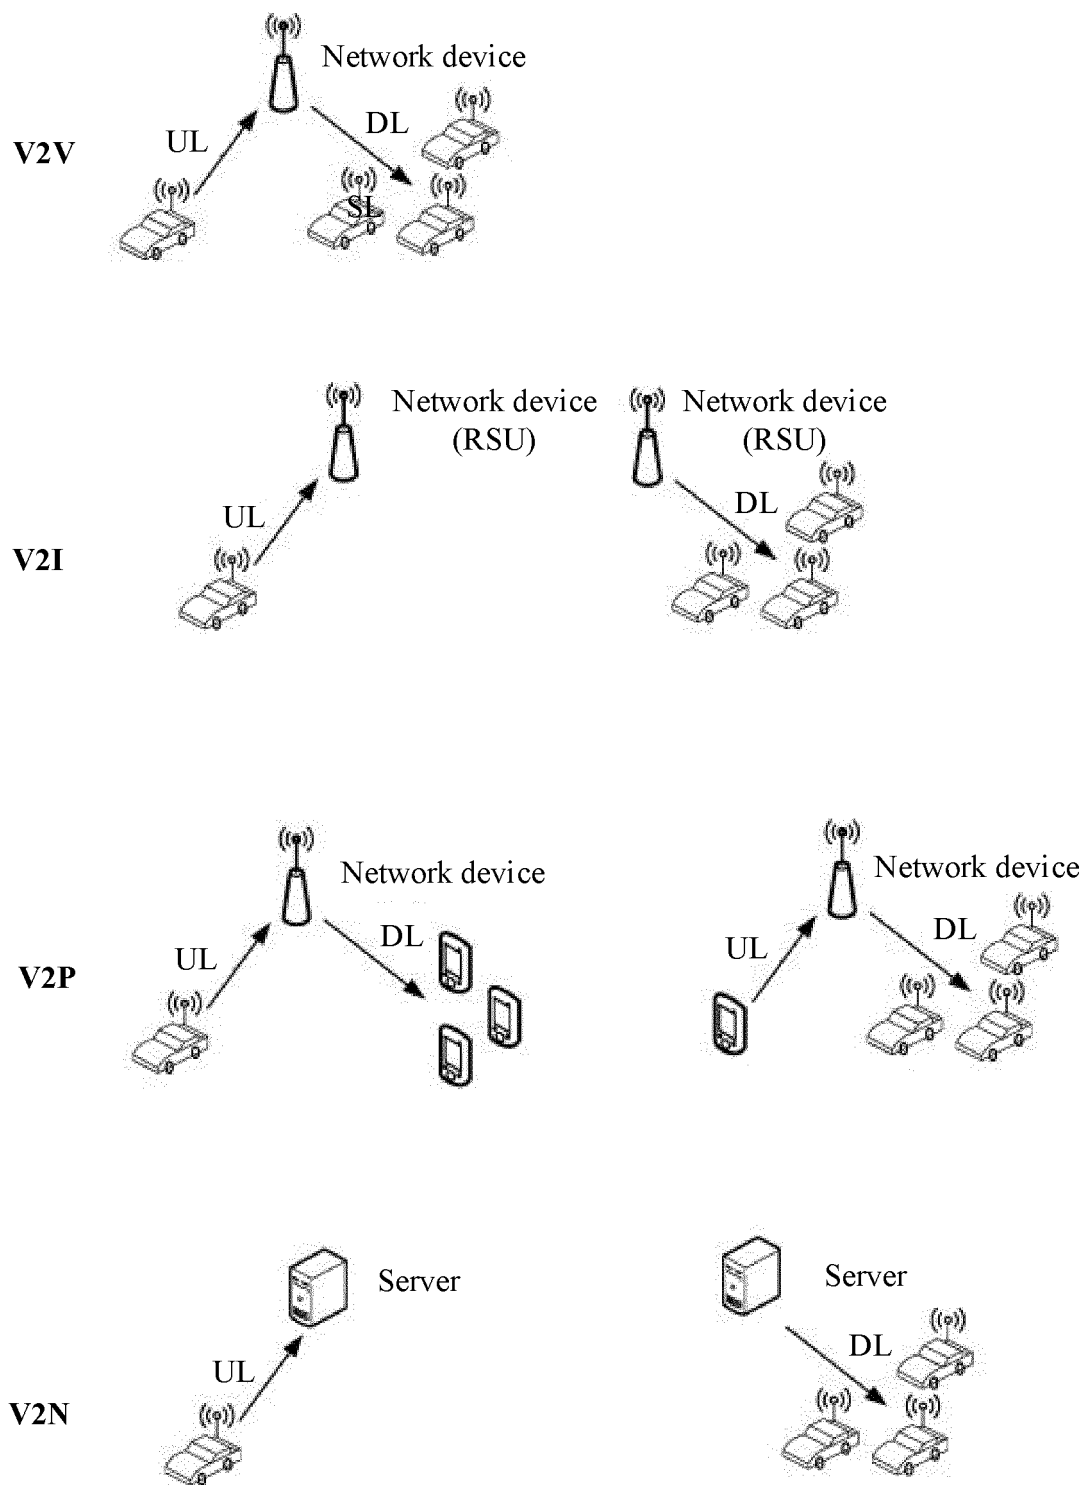 Network device
UL
DL
V2V
SL
Network device
(RSU)
Network device
(RSU)
UL
DL
V2I
Network device
Network device
UL
DL
UL
DL
V2P
Server
Server
UL
DL
V2N